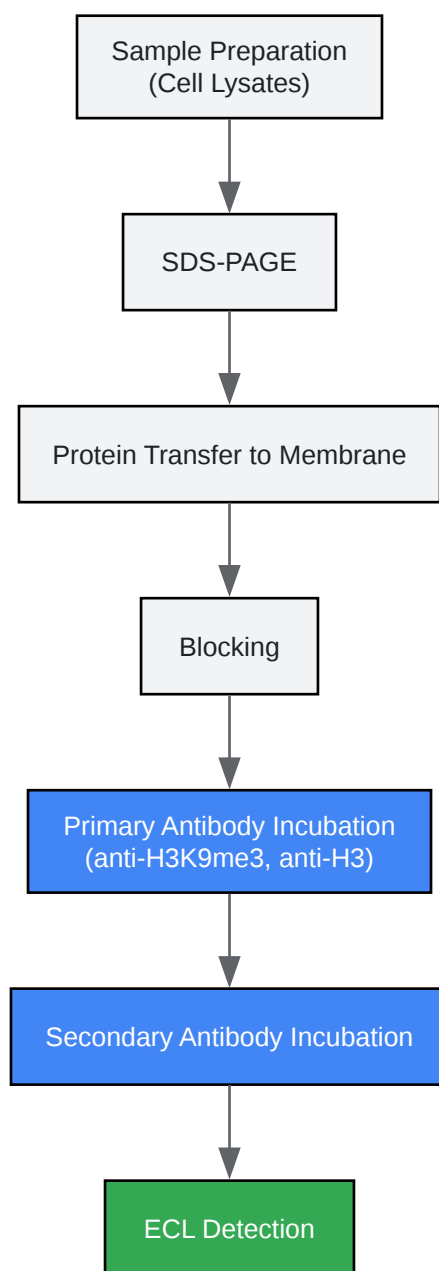 Sample Preparation
(Cell Lysates)
SDS-PAGE
Protein Transfer to Membrane
Blocking
Primary Antibody Incubation
(anti-H3K9me3, anti-H3)
Secondary Antibody Incubation
ECL Detection